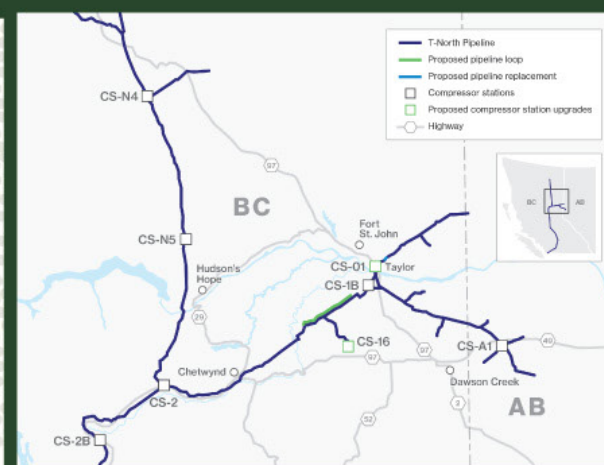 T-North Pipeline
Proposed pipeline loop
Proposed pipeline replacement
Compressor stations
Proposed compressor station upgrades
Highway
CS-N4
97
BC
BC
AB
Fort
St. John
CS-N5
CS-01
Taylor
Hudson's
Hope
CS-1B
29
CS-16
97
97
CS-A1
49
Chetwynd
Dawson Creek
CS-2
AB
2
52
CS-2B